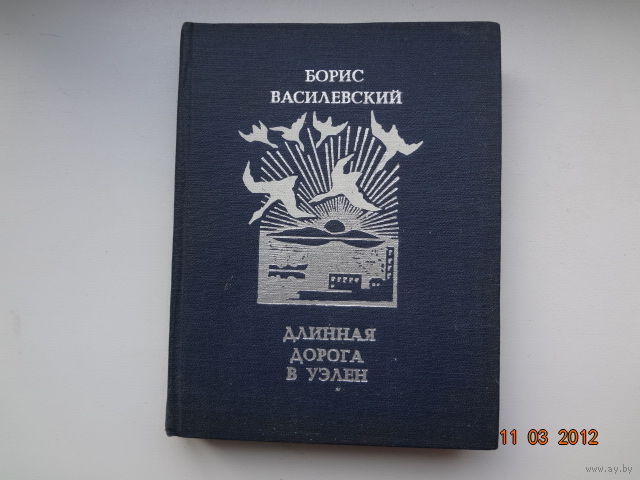 БОРИС
ВАСИЛЕВСКИЙ
ДЛИННАЯ
ДОРОГА
В УЭЛЕН
11 03 2012
www.ay.by